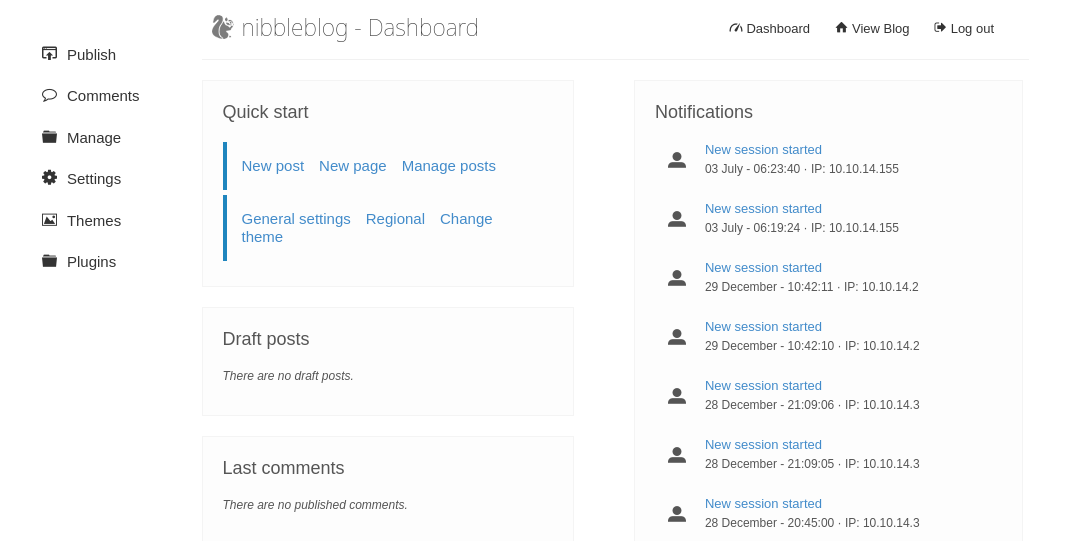 nibbleblog - Dashboard
Dashboard
View Blog
Log out
Publish
Comments
Manage
Settings
Themes
Plugins
Quick start
New post New page Manage posts
General settings Regional Change
theme
Draft posts
There are no draft posts.
Last comments
There are no published comments.
Notifications
New session started
03 July - 06:23:40 · IP: 10.10.14.155
New session started
03 July - 06:19:24 · IP: 10.10.14.155
New session started
29 December - 10:42:11 · IP: 10.10.14.2
New session started
29 December - 10:42:10 · IP: 10.10.14.2
New session started
28 December - 21:09:06 · IP: 10.10.14.3
New session started
28 December - 21:09:05 · IP: 10.10.14.3
New session started
28 December - 20:45:00 · IP: 10.10.14.3